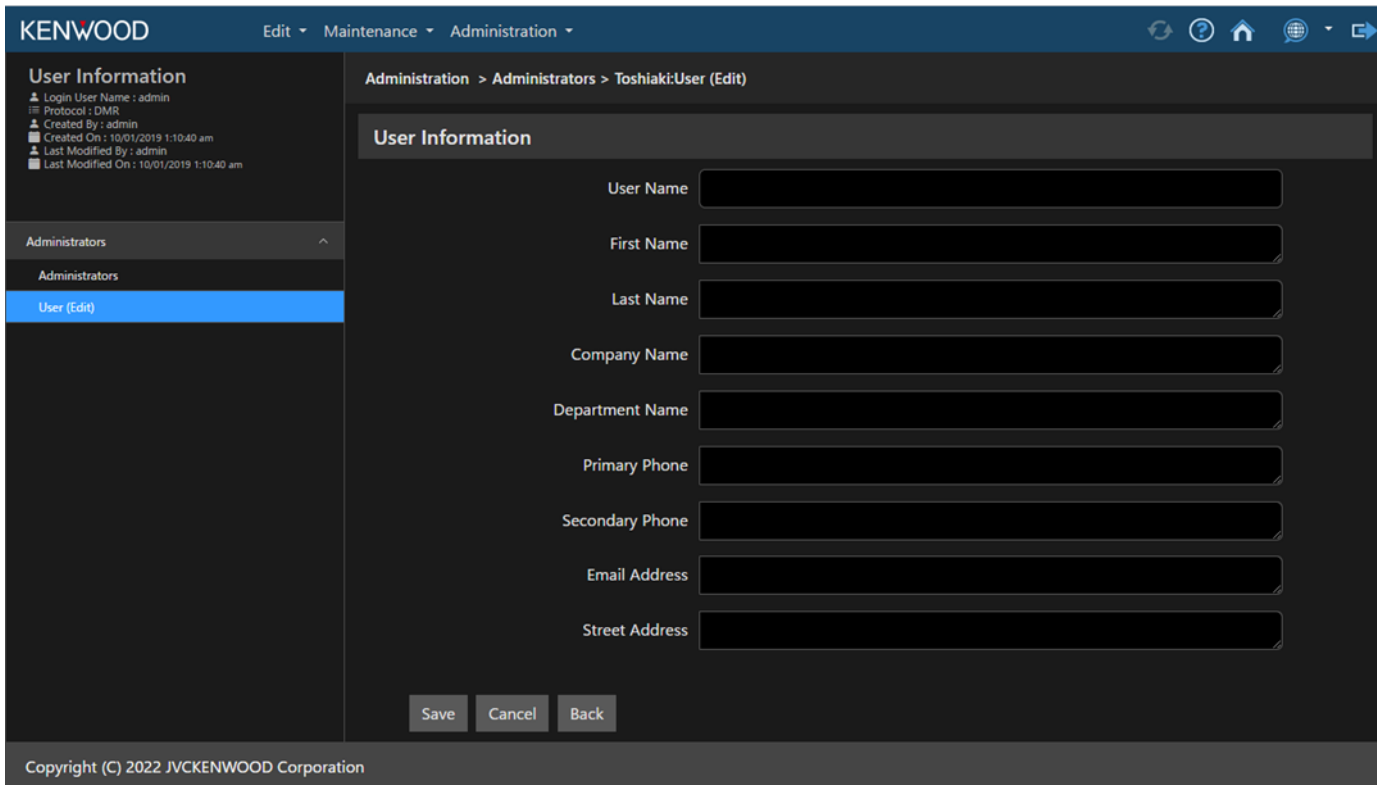 KENWOOD Edit Maintenance Administration
User Information
Login User Name : admin
Protocol : DMR
Created By : admin
Created On : 10/01/2019 1:10:40 am
Last Modified By : admin
Last Modified On : 10/01/2019 1:10:40 am
Administrators
Administrators
User (Edit)
Administration > Administrators > Toshiaki:User (Edit)
User Information
User Name
First Name
Last Name
Company Name
Department Name
Primary Phone
Secondary Phone
Email Address
Street Address
Save Cancel Back
Copyright (C) 2022 JVCKENWOOD Corporation